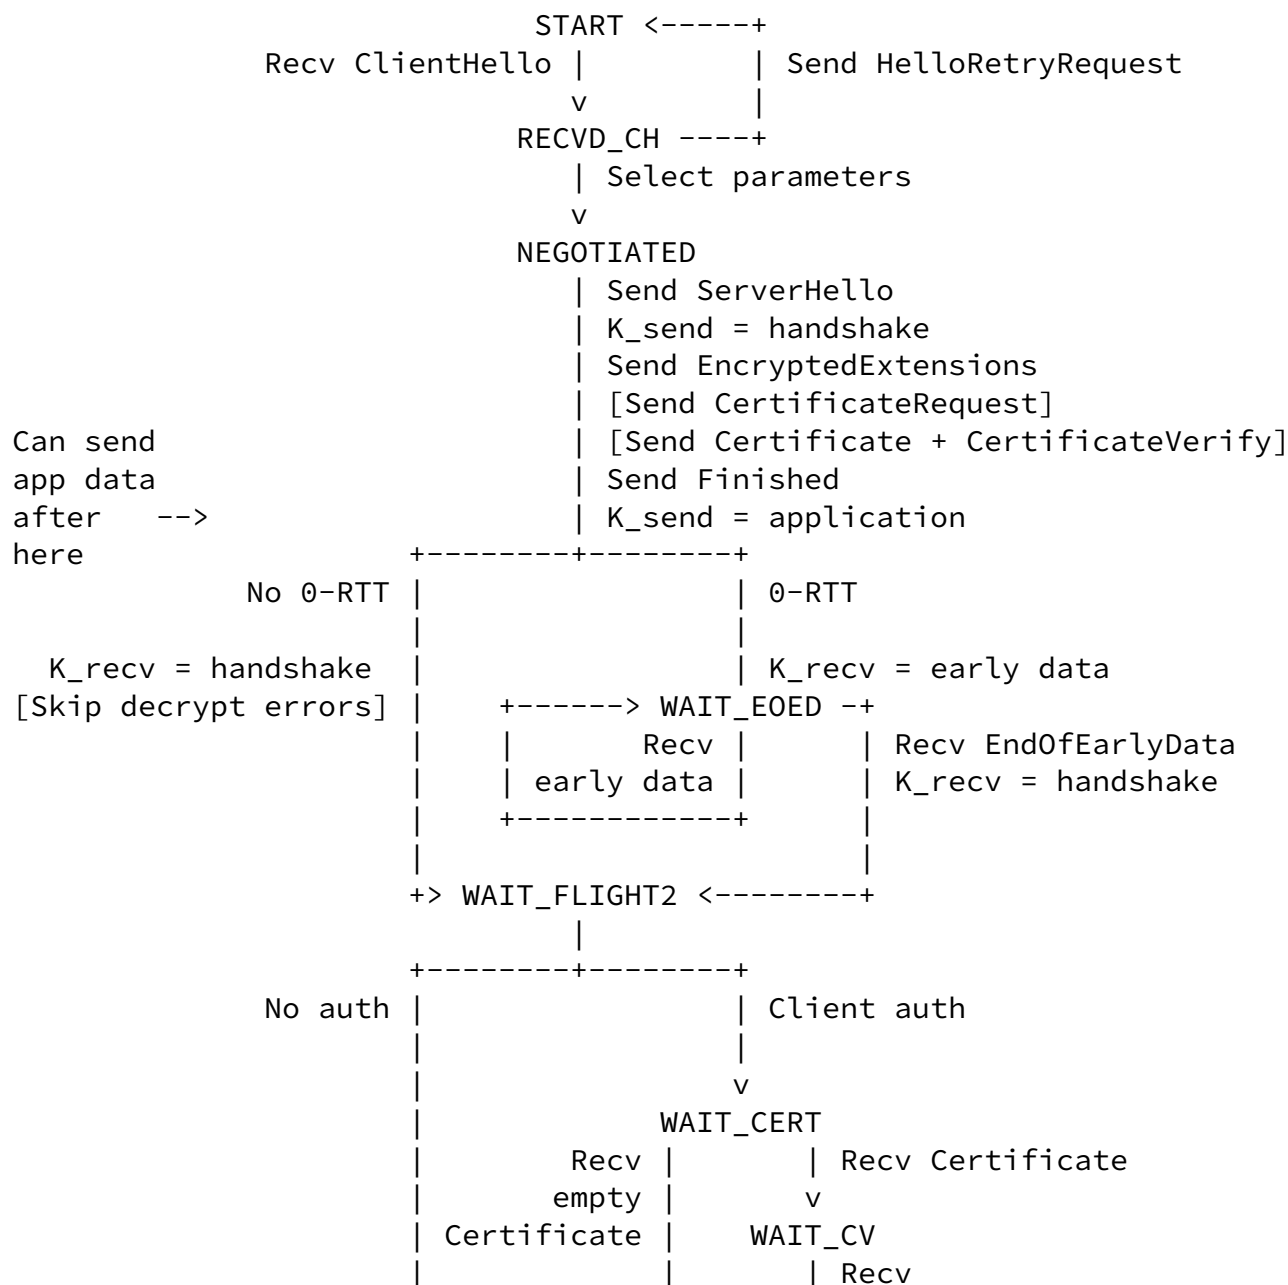 START <-----+
              Recv ClientHello |         | Send HelloRetryRequest
                               v         |
                            RECVD_CH ----+
                               | Select parameters
                               v
                            NEGOTIATED
                               | Send ServerHello
                               | K_send = handshake
                               | Send EncryptedExtensions
                               | [Send CertificateRequest]
Can send                       | [Send Certificate + CertificateVerify]
app data                       | Send Finished
after   -->                    | K_send = application
here                  +--------+--------+
             No 0-RTT |                 | 0-RTT
                      |                 |
  K_recv = handshake  |                 | K_recv = early data
[Skip decrypt errors] |    +------> WAIT_EOED -+
                      |    |       Recv |      | Recv EndOfEarlyData
                      |    | early data |      | K_recv = handshake
                      |    +------------+      |
                      |                        |
                      +> WAIT_FLIGHT2 <--------+
                               |
                      +--------+--------+
              No auth |                 | Client auth
                      |                 |
                      |                 v
                      |             WAIT_CERT
                      |        Recv |       | Recv Certificate
                      |       empty |       v
                      | Certificate |    WAIT_CV
                      |             |       | Recv